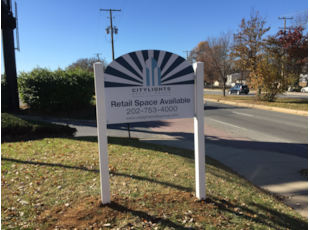 CITYLIGHTS
Retail Space Available
202-753-4000